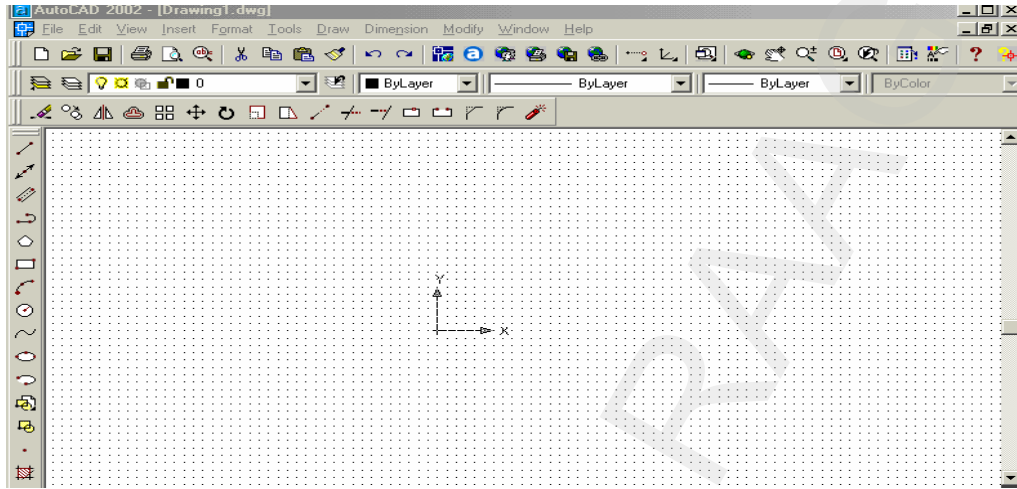 AutoCAD 2002 - [Drawing1.dwg]
File Edit View Insert Format Tools Draw Dimension Modify Window Help
0 ByLayer ByLayer ByLayer ByColor
Y
X